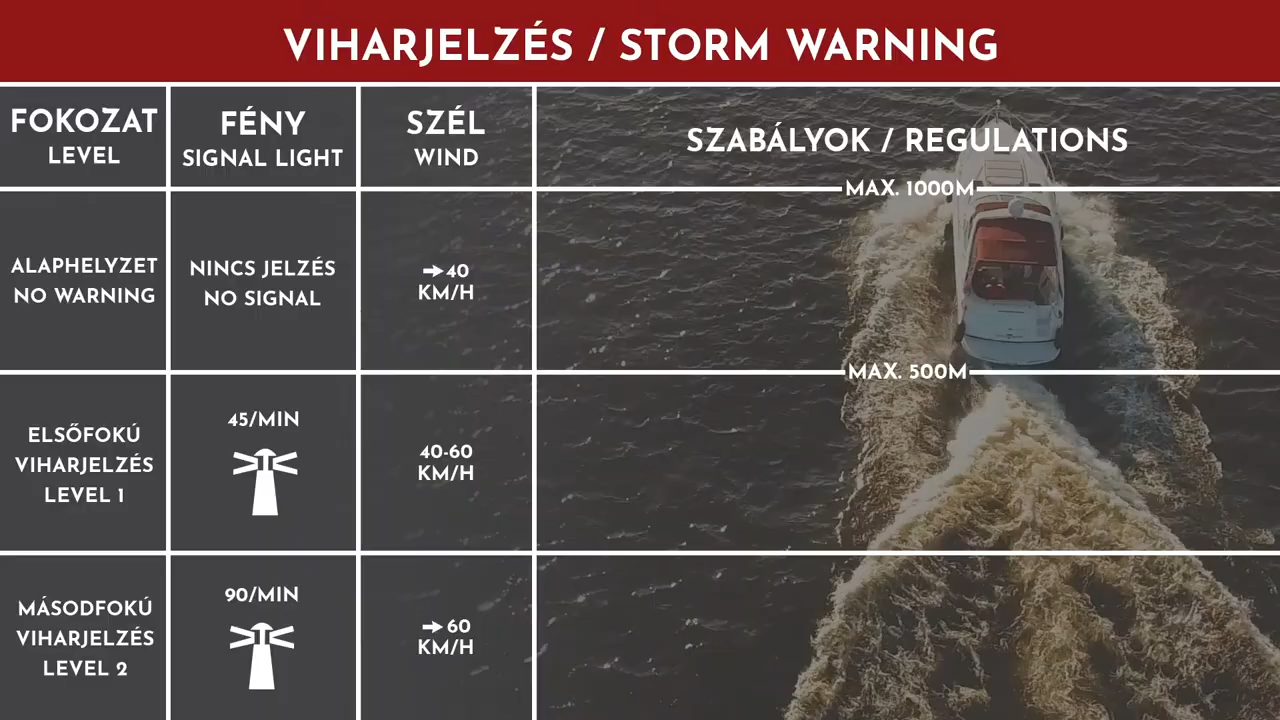 VIHARJELZÉS / STORM WARNING
FOKOZAT
LEVEL
FÉNY
SIGNAL LIGHT
SZÉL
WIND
SZABÁLYOK / REGULATIONS
MAX. 1000M
ALAPHELYZET
NO WARNING
NINCS JELZÉS
NO SIGNAL
➔40
KM/H
MAX. 500M
ELSŐFOKÚ
VIHARJELZÉS
LEVEL 1
45/MIN
40-60
KM/H
MÁSODFOKÚ
VIHARJELZÉS
LEVEL 2
90/MIN
➔60
KM/H